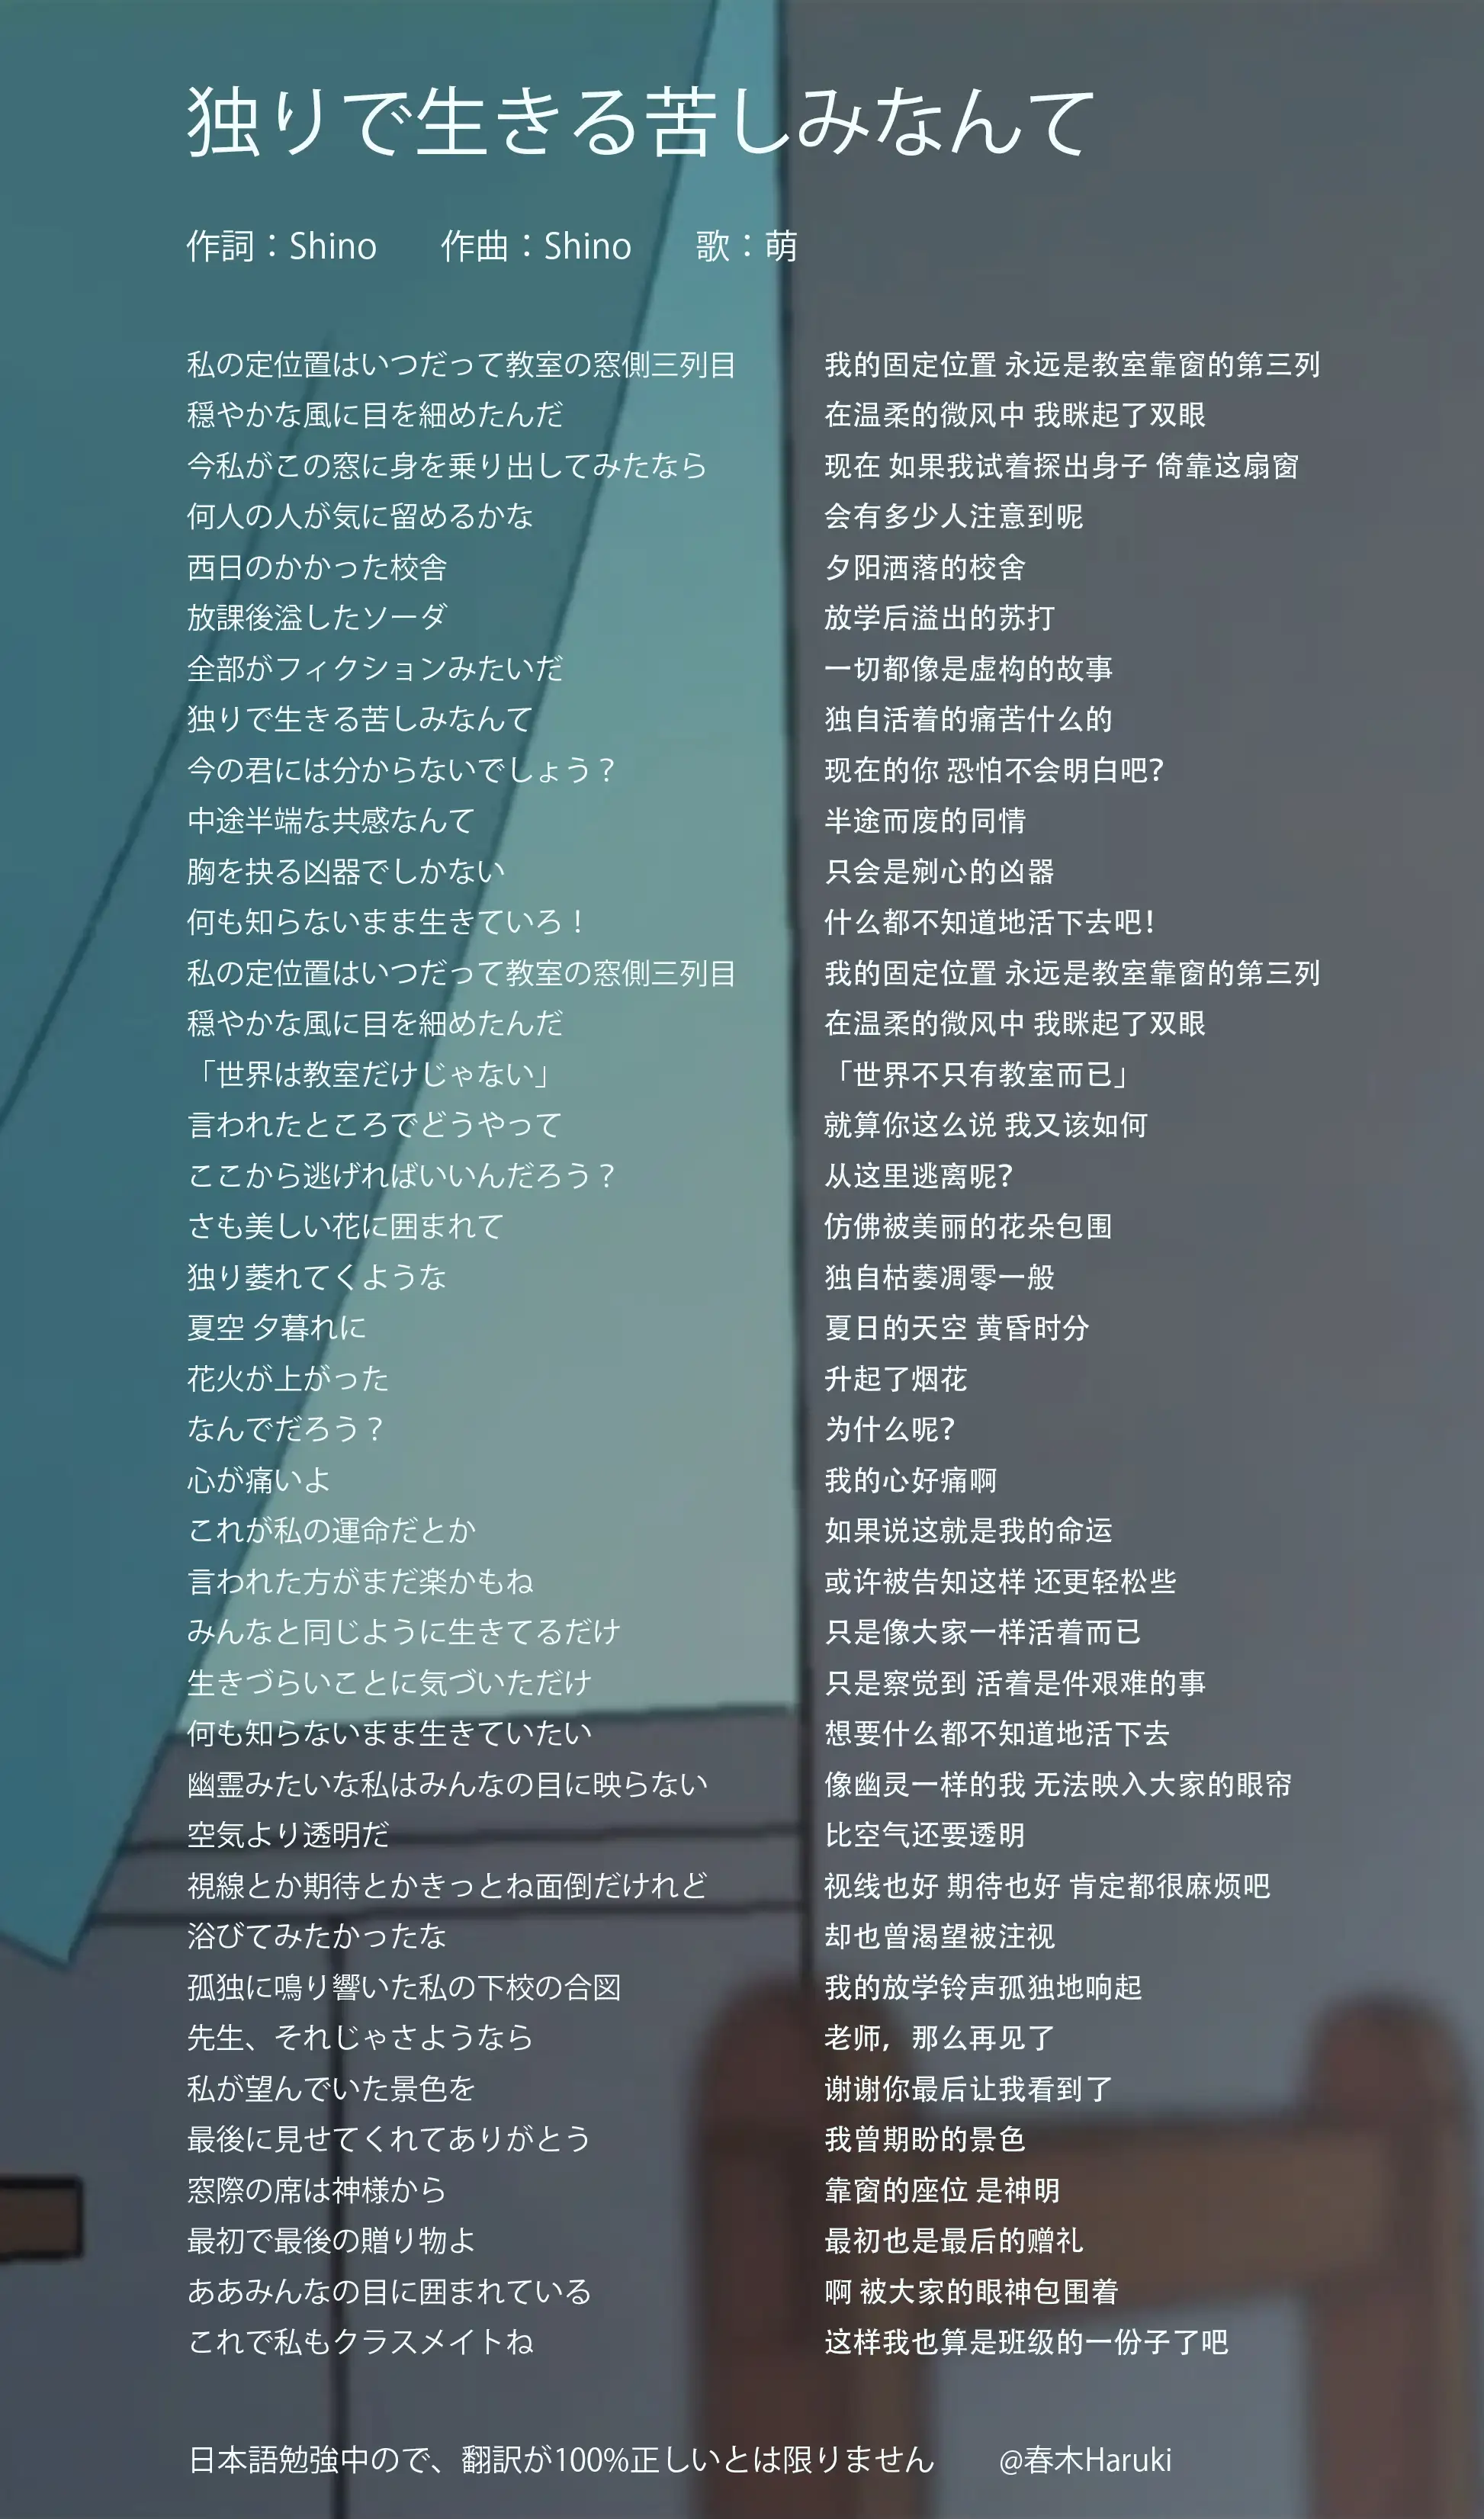 独りで生きる苦しみなんて
作詞：Shino　作曲：Shino　歌：萌
私の定位置はいつだって教室の窓側三列目
穏やかな風に目を細めたんだ
今私がこの窓に身を乗り出してみたなら
何人の人が気に留めるかな
西日のかかった校舎
放課後溢したソーダ
全部がフィクションみたいだ
独りで生きる苦しみなんて
今の君には分からないでしょう？
中途半端な共感なんて
胸を抉る凶器でしかない
何も知らないまま生きていろ！
私の定位置はいつだって教室の窓側三列目
穏やかな風に目を細めたんだ
「世界は教室だけじゃない」
言われたところでどうやって
ここから逃げればいいんだろう？
さも美しい花に囲まれて
独り萎れてくような
夏空 夕暮れに
花火が上がった
なんでだろう？
心が痛いよ
これが私の運命だとか
言われた方がまだ楽かもね
みんなと同じように生きてるだけ
生きづらいことに気づいただけ
何も知らないまま生きていたい
幽霊みたいな私はみんなの目に映らない
空気より透明だ
視線とか期待とかきっとね面倒だけれど
浴びてみたかったな
孤独に鳴り響いた私の下校の合図
先生、それじゃさようなら
私が望んでいた景色を
最後に見せてくれてありがとう
窓際の席は神様から
最初で最後の贈り物よ
ああみんなの目に囲まれている
これで私もクラスメイトね
我的固定位置 永远是教室靠窗的第三列
在温柔的微风中 我眯起了双眼
现在 如果我试着探出身子 倚靠这扇窗
会有多少人注意到呢
夕阳洒落的校舍
放学后溢出的苏打
一切都像是虚构的故事
独自活着的痛苦什么的
现在的你 恐怕不会明白吧?
半途而废的同情
只会是剜心的凶器
什么都不知道地活下去吧!
我的固定位置 永远是教室靠窗的第三列
在温柔的微风中 我眯起了双眼
「世界不只有教室而已」
就算你这么说 我又该如何
从这里逃离呢?
仿佛被美丽的花朵包围
独自枯萎凋零一般
夏日的天空 黄昏时分
升起了烟花
为什么呢?
我的心好痛啊
如果说这就是我的命运
或许被告知这样 还更轻松些
只是像大家一样活着而已
只是察觉到 活着是件艰难的事
想要什么都不知道地活下去
像幽灵一样的我 无法映入大家的眼帘
比空气还要透明
视线也好 期待也好 肯定都很麻烦吧
却也曾渴望被注视
我的放学铃声孤独地响起
老师，那么再见了
谢谢你最后让我看到了
我曾期盼的景色
靠窗的座位 是神明
最初也是最后的赠礼
啊 被大家的眼神包围着
这样我也算是班级的一份子了吧
日本語勉強中ので、翻訳が100%正しいとは限りません　@春木Haruki